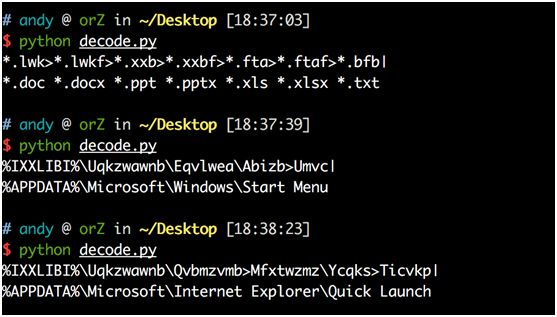 # andy @ orZ in ~/Desktop [18:37:03]
$ python decode.py
*.lwk>*.lwkf>*.xxb>*.xxbf>*.fta>*.ftaf>*.bfb|
*.doc *.docx *.ppt *.pptx *.xls *.xlsx *.txt
# andy @ orZ in ~/Desktop [18:37:39]
$ python decode.py
%IXXLIBI%\Uqkzwawnb\Eqvlwea\Abizb>Umvc|
%APPDATA%\Microsoft\Windows\Start Menu
# andy @ orZ in ~/Desktop [18:38:23]
$ python decode.py
%IXXLIBI%\Uqkzwawnb\Qvbmzvmb>Mfxtwzmz\Ycqks>Ticvkp|
%APPDATA%\Microsoft\Internet Explorer\Quick Launch